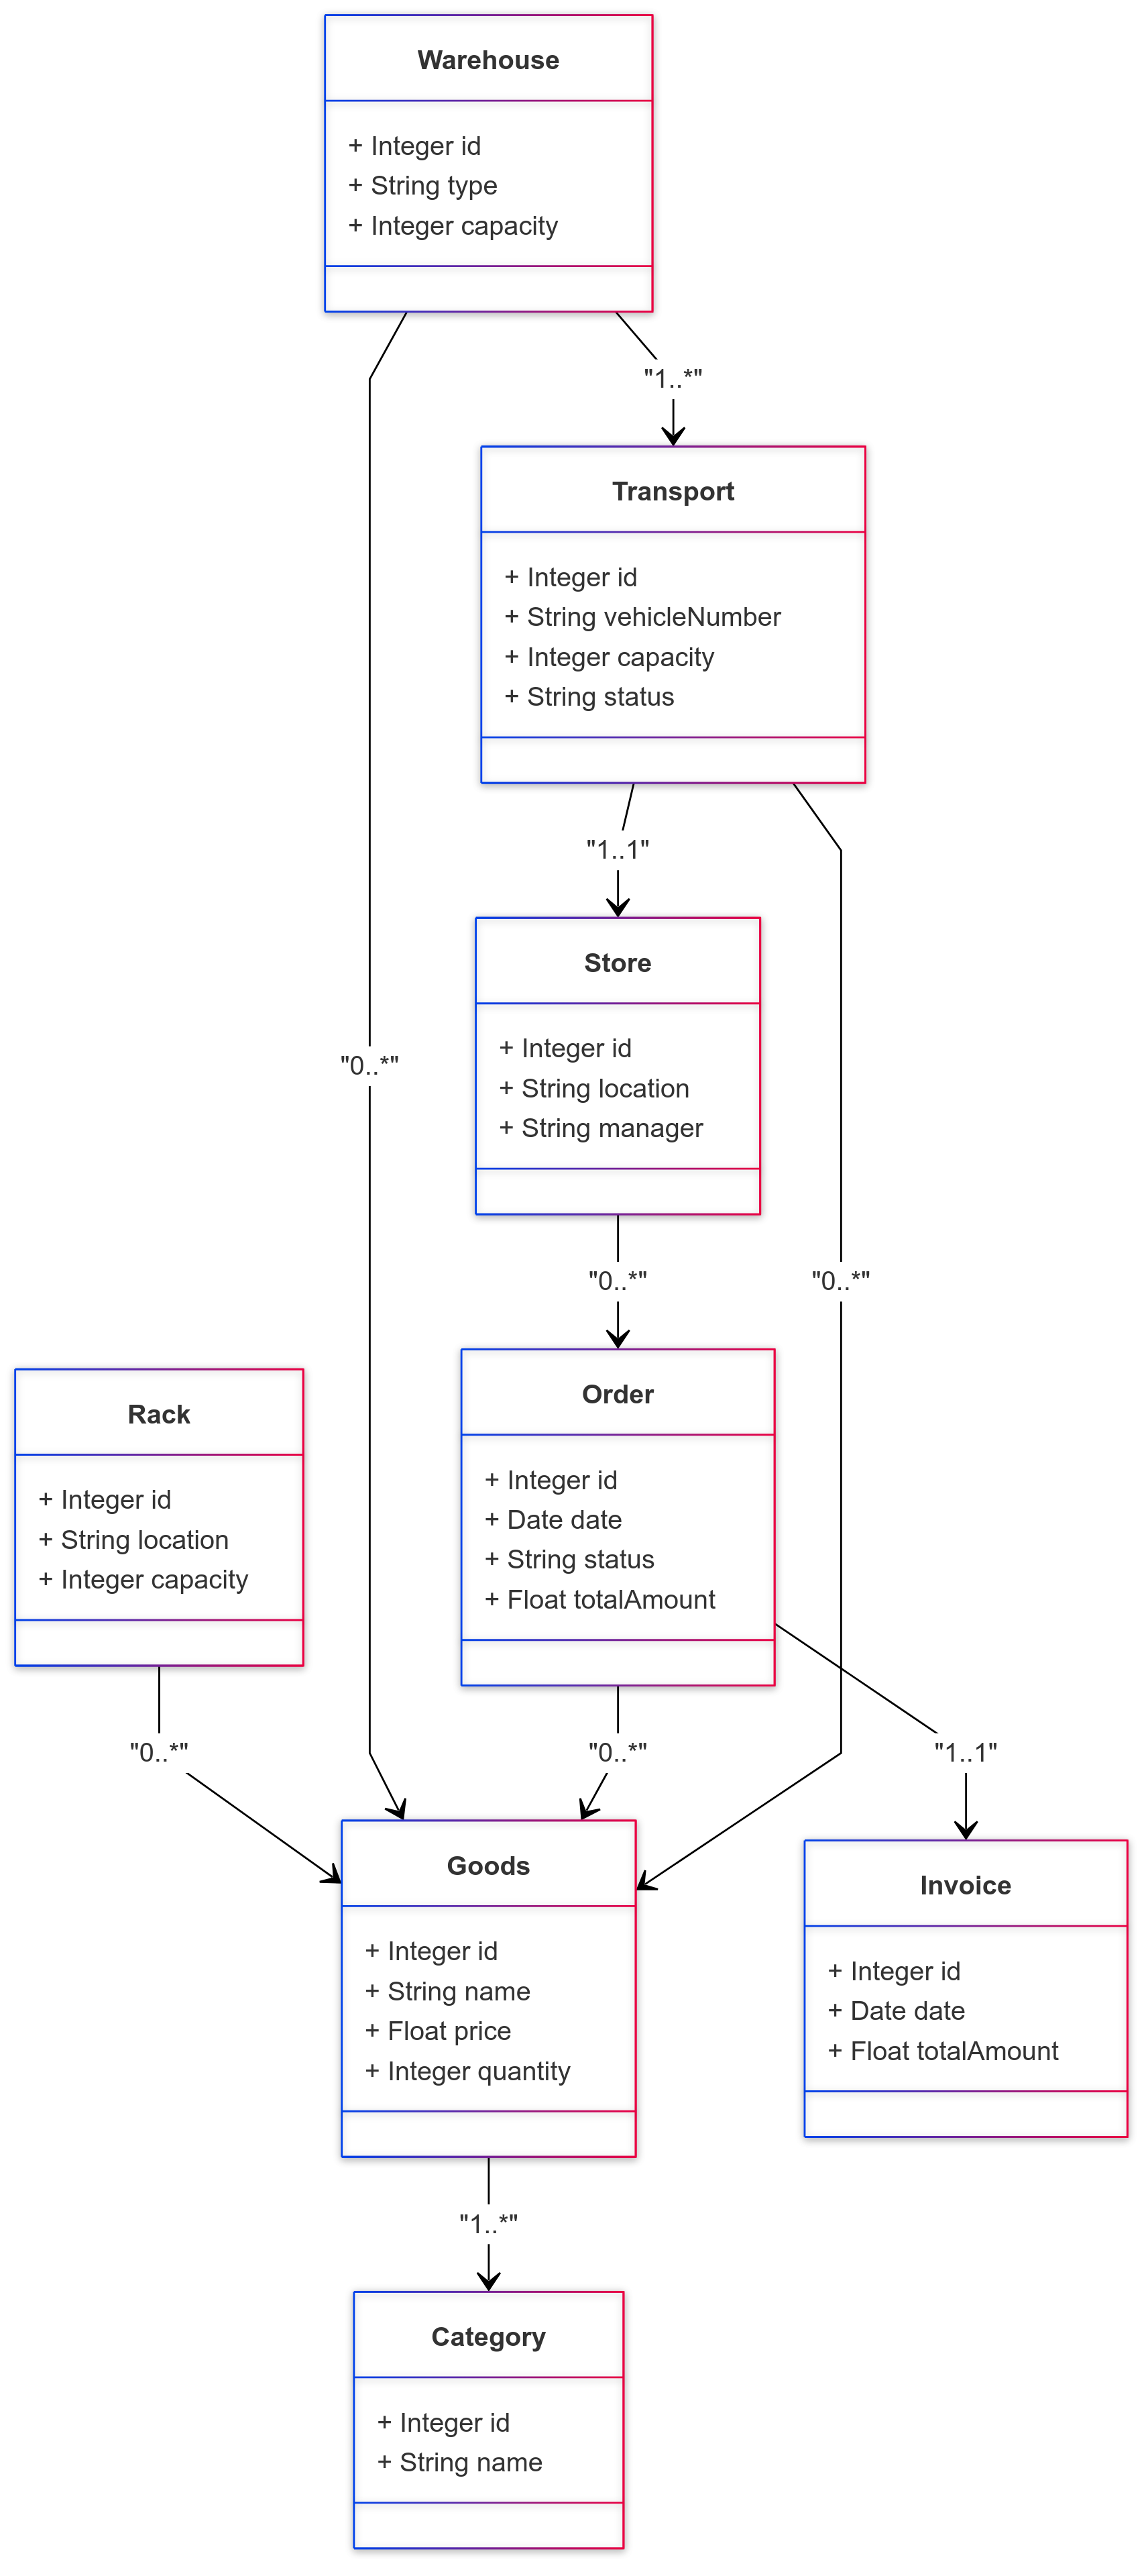 Warehouse
+ Integer id
+ String type
+ Integer capacity
"1..*"
Transport
+ Integer id
+ String vehicleNumber
+ Integer capacity
+ String status
"1..1"
Store
+ Integer id
+ String location
+ String manager
"0..*"
"0..*"
"0..*"
Rack
+ Integer id
+ String location
+ Integer capacity
Order
+ Integer id
+ Date date
+ String status
+ Float totalAmount
"0..*"
"0..*"
"1..1"
Goods
+ Integer id
+ String name
+ Float price
+ Integer quantity
Invoice
+ Integer id
+ Date date
+ Float totalAmount
"1..*"
Category
+ Integer id
+ String name